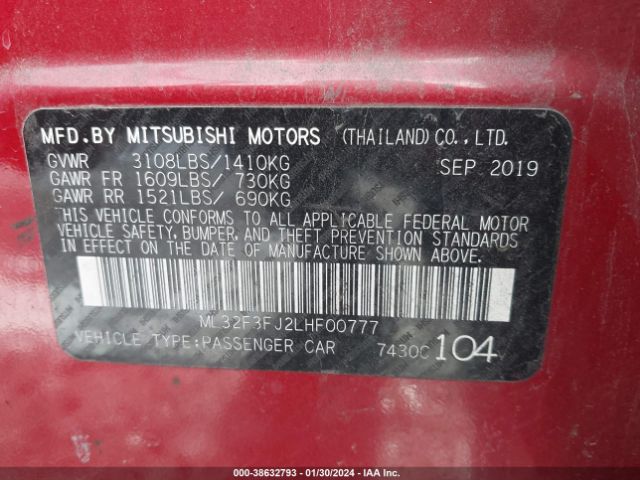 MFD.BY MITSUBISHI MOTORS (THAILAND) CO., LTD.
GVWR 3108LBS/1410KG SEP 2019
GAWR FR 1609LBS/ 730KG
GAWR RR 1521LBS/ 690KG
THIS VEHICLE CONFORMS TO ALL APPLICABLE FEDERAL MOTOR
VEHICLE SAFETY, BUMPER, AND THEFT PREVENTION STANDARDS
IN EFFECT ON THE DATE OF MANUFACTURE SHOWN ABOVE.
ML32F3FJ2LHF00777
VEHICLE TYPE:PASSENGER CAR 7430C 104
000-38632793 - 01/30/2024 - IAA Inc.